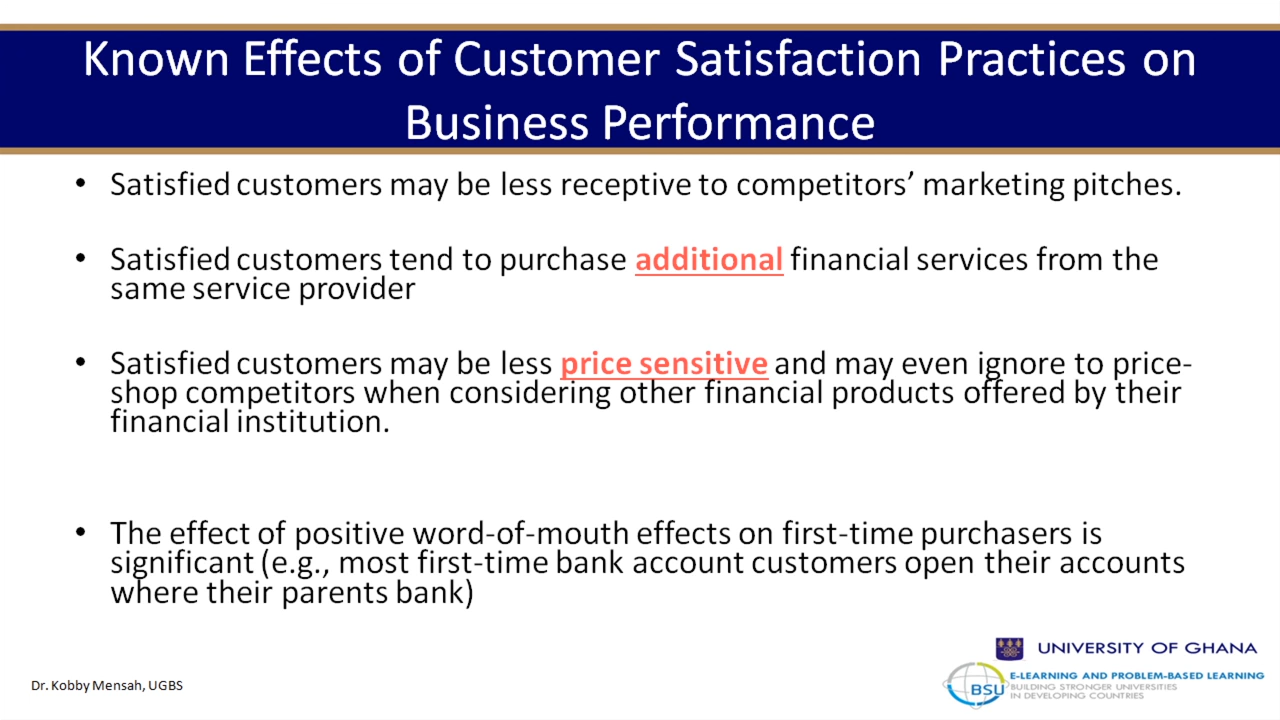 Known Effects of Customer Satisfaction Practices on
Business Performance
• Satisfied customers may be less receptive to competitors’ marketing pitches.
• Satisfied customers tend to purchase additional financial services from the
same service provider
• Satisfied customers may be less price sensitive and may even ignore to price-
shop competitors when considering other financial products offered by their
financial institution.
• The effect of positive word-of-mouth effects on first-time purchasers is
significant (e.g., most first-time bank account customers open their accounts
where their parents bank)
UNIVERSITY OF GHANA
Dr. Kobby Mensah, UGBS
BSU
E-LEARNING AND PROBLEM-BASED LEARNING
BUILDING STRONGER UNIVERSITIES
IN DEVELOPING COUNTRIES